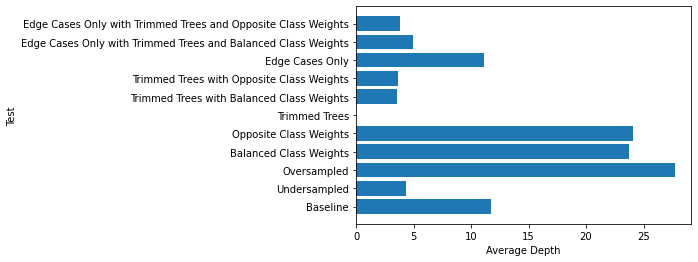 Edge Cases Only with Trimmed Trees and Opposite Class Weights
Edge Cases Only with Trimmed Trees and Balanced Class Weights
Edge Cases Only
Trimmed Trees with Opposite Class Weights
Trimmed Trees with Balanced Class Weights
Trimmed Trees
Opposite Class Weights
Balanced Class Weights
Oversampled
Undersampled
Baseline
Test
0 5 10 15 20 25
Average Depth